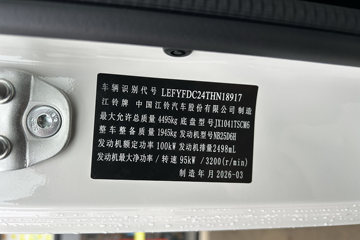 车辆识别代号 LEFYFDC24THN18917
江铃牌 中国江铃汽车股份有限公司制造
最大允许总质量 4495kg 底盘型号 JX1041TSCM6
整车整备质量 1945kg 发动机型号 NB25D6H
发动机额定功率 100kW 发动机排量 2498mL
发动机最大净功率/转速 95kW /3200(r/min)
制造年月 2026-03